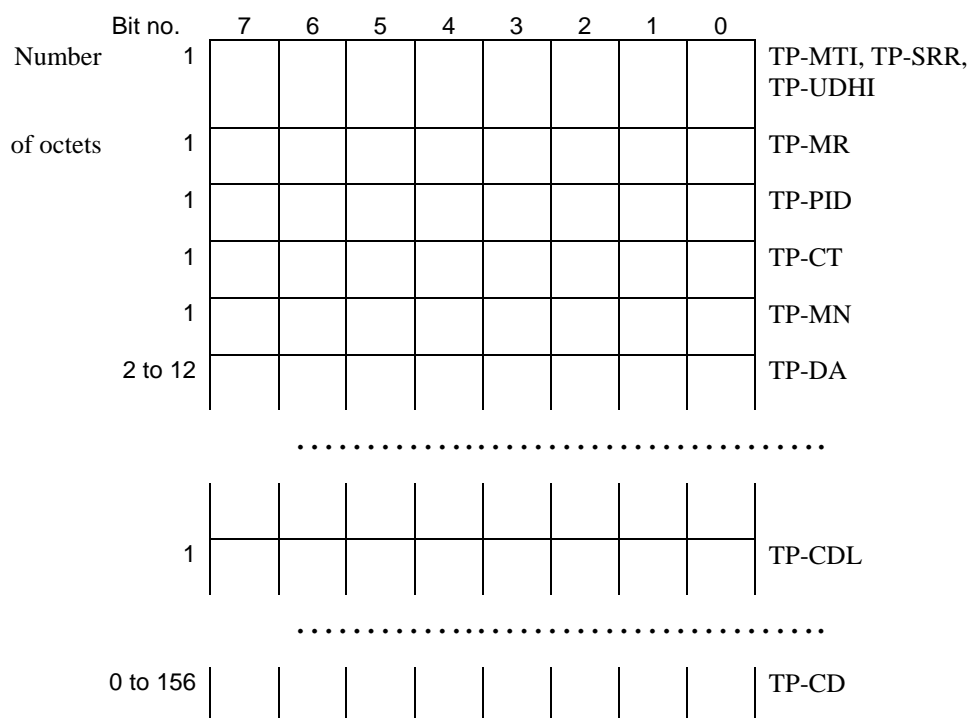 Bit no. 7 6 5 4 3 2 1 0
Number 1 TP-MTI, TP-SRR,
TP-UDHI
of octets 1 TP-MR
1 TP-PID
1 TP-CT
1 TP-MN
2 to 12 TP-DA
1 TP-CDL
0 to 156 TP-CD